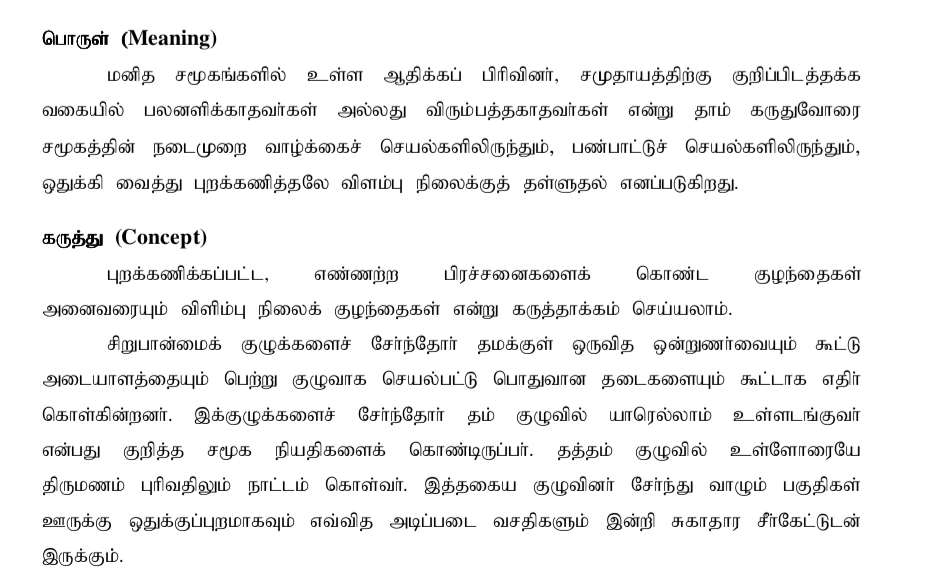 பொருள் (Meaning)
மனித சமூகங்களில் உள்ள ஆதிக்கப் பிரிவினர், சமுதாயத்திற்கு குறிப்பிடத்தக்க
வகையில் பலனளிக்காதவர்கள் அல்லது விரும்பத்தகாதவர்கள் என்று தாம் கருதுவோரை
சமூகத்தின் நடைமுறை வாழ்க்கைச் செயல்களிலிருந்தும், பண்பாட்டுச் செயல்களிலிருந்தும்,
ஒதுக்கி வைத்து புறக்கணித்தலே விளம்பு நிலைக்குத் தள்ளுதல் எனப்படுகிறது.
கருத்து (Concept)
புறக்கணிக்கப்பட்ட, எண்ணற்ற பிரச்சனைகளைக் கொண்ட குழந்தைகள்
அனைவரையும் விளிம்பு நிலைக் குழந்தைகள் என்று கருத்தாக்கம் செய்யலாம்.
சிறுபான்மைக் குழுக்களைச் சேர்ந்தோர் தமக்குள் ஒருவித ஒன்றுணர்வையும் கூட்டு
அடையாளத்தையும் பெற்று குழுவாக செயல்பட்டு பொதுவான தடைகளையும் கூட்டாக எதிர்
கொள்கின்றனர். இக்குழுக்களைச் சேர்ந்தோர் தம் குழுவில் யாரெல்லாம் உள்ளடங்குவர்
என்பது குறித்த சமூக நியதிகளைக் கொண்டிருப்பர். தத்தம் குழுவில் உள்ளோரையே
திருமணம் புரிவதிலும் நாட்டம் கொள்வர். இத்தகைய குழுவினர் சேர்ந்து வாழும் பகுதிகள்
ஊருக்கு ஒதுக்குப்புறமாகவும் எவ்வித அடிப்படை வசதிகளும் இன்றி சுகாதார சீர்கேட்டுடன்
இருக்கும்.